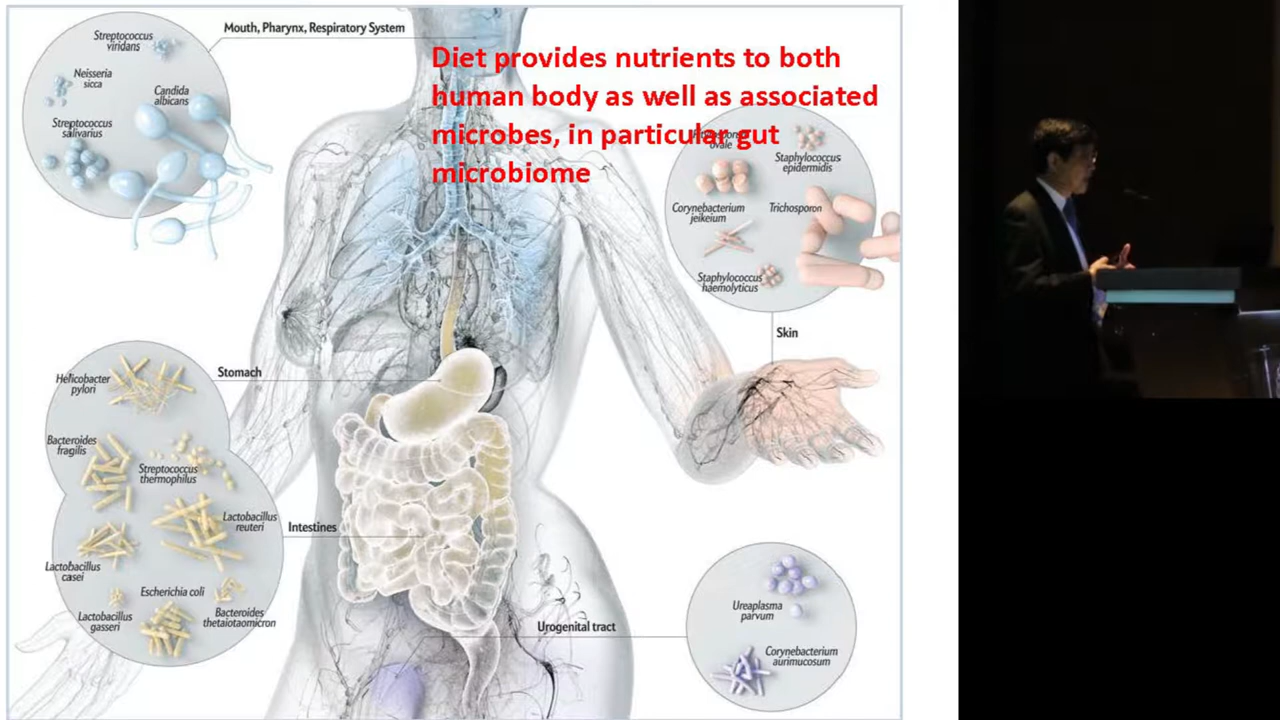 Mouth, Pharynx, Respiratory System
Streptococcus
viridans
Neisseria
sicca
Candida
albicans
Streptococcus
salivarius
Diet provides nutrients to both
human body as well as associated
microbes, in particular gut
microbiome
ovale
Staphylococcus
epidermidis
Corynebacterium
jeikeium
Trichosporon
Staphylococcus
haemolyticus
Skin
Stomach
Helicobacter
pylori
Bacteroides
fragilis
Streptococcus
thermophilus
Lactobacillus
reuteri
Intestines
Lactobacillus
casei
Escherichia coli
Lactobacillus
gasseri
Bacteroides
thetaiotaomicron
Urogenital tract
Ureaplasma
parvum
Corynebacterium
aurimucosum